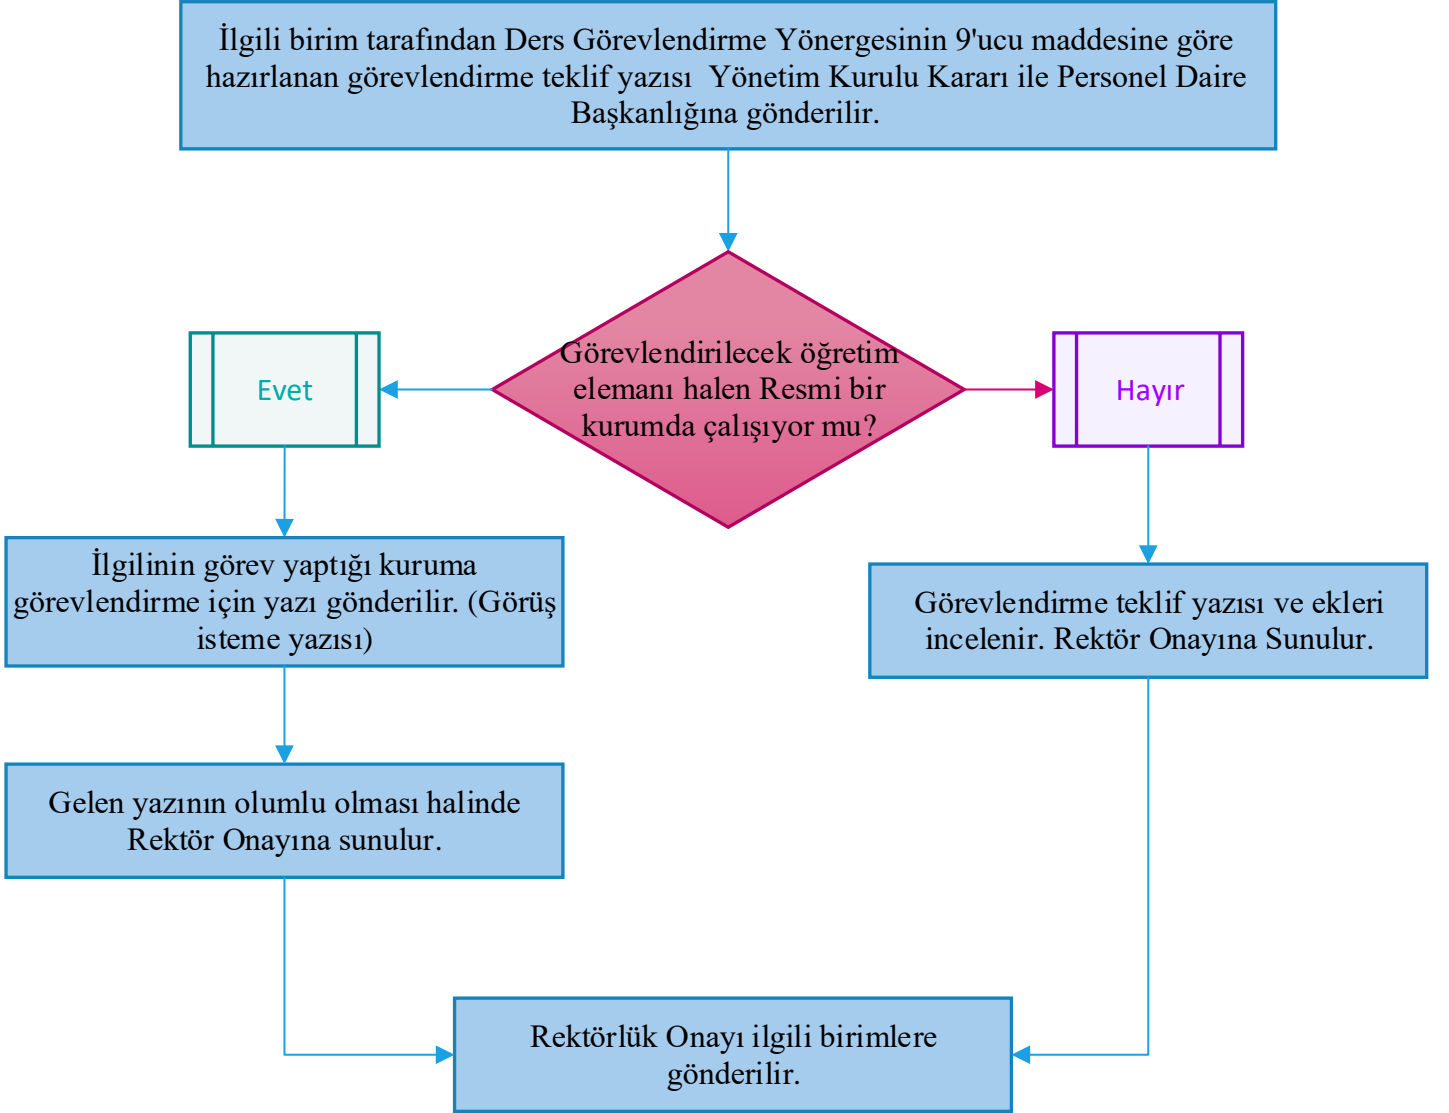 İlgili birim tarafından Ders Görevlendirme Yönergesinin 9'ucu maddesine göre
hazırlanan görevlendirme teklif yazısı  Yönetim Kurulu Kararı ile Personel Daire
Başkanlığına gönderilir.
Görevlendirilecek öğretim
elemanı halen Resmi bir
kurumda çalışıyor mu?
Evet
Hayır
İlgilinin görev yaptığı kuruma
görevlendirme için yazı gönderilir. (Görüş
isteme yazısı)
Görevlendirme teklif yazısı ve ekleri
incelenir. Rektör Onayına Sunulur.
Gelen yazının olumlu olması halinde
Rektör Onayına sunulur.
Rektörlük Onayı ilgili birimlere
gönderilir.